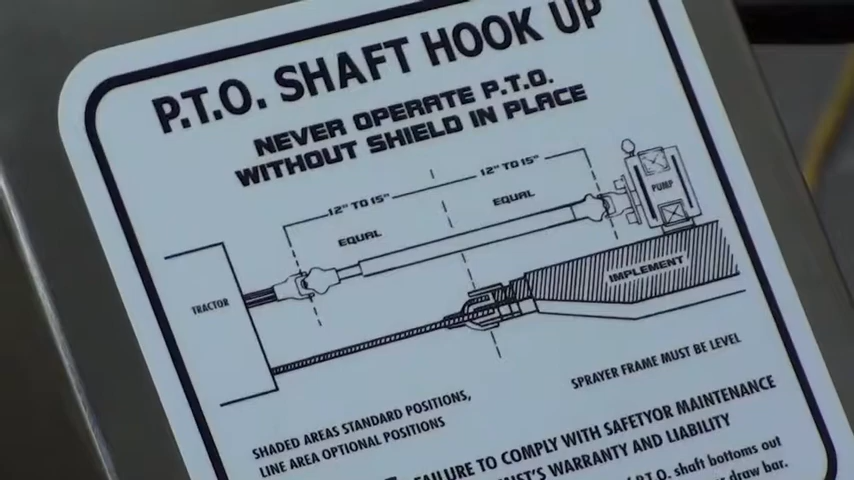 P.T.O. SHAFT HOOK UP
NEVER OPERATE P.T.O.
WITHOUT SHIELD IN PLACE
12" TO 15"
12" TO 15"
EQUAL
EQUAL
PUMP
TRACTOR
IMPLEMENT
SPRAYER FRAME MUST BE LEVEL
SHADED AREAS STANDARD POSITIONS,
LINE AREA OPTIONAL POSITIONS.
FAILURE TO COMPLY WITH SAFETYOR MAINTENANCE
WARRANTY AND OR LIABILITY.
P.T.O. shaft bottoms out
draw bar.